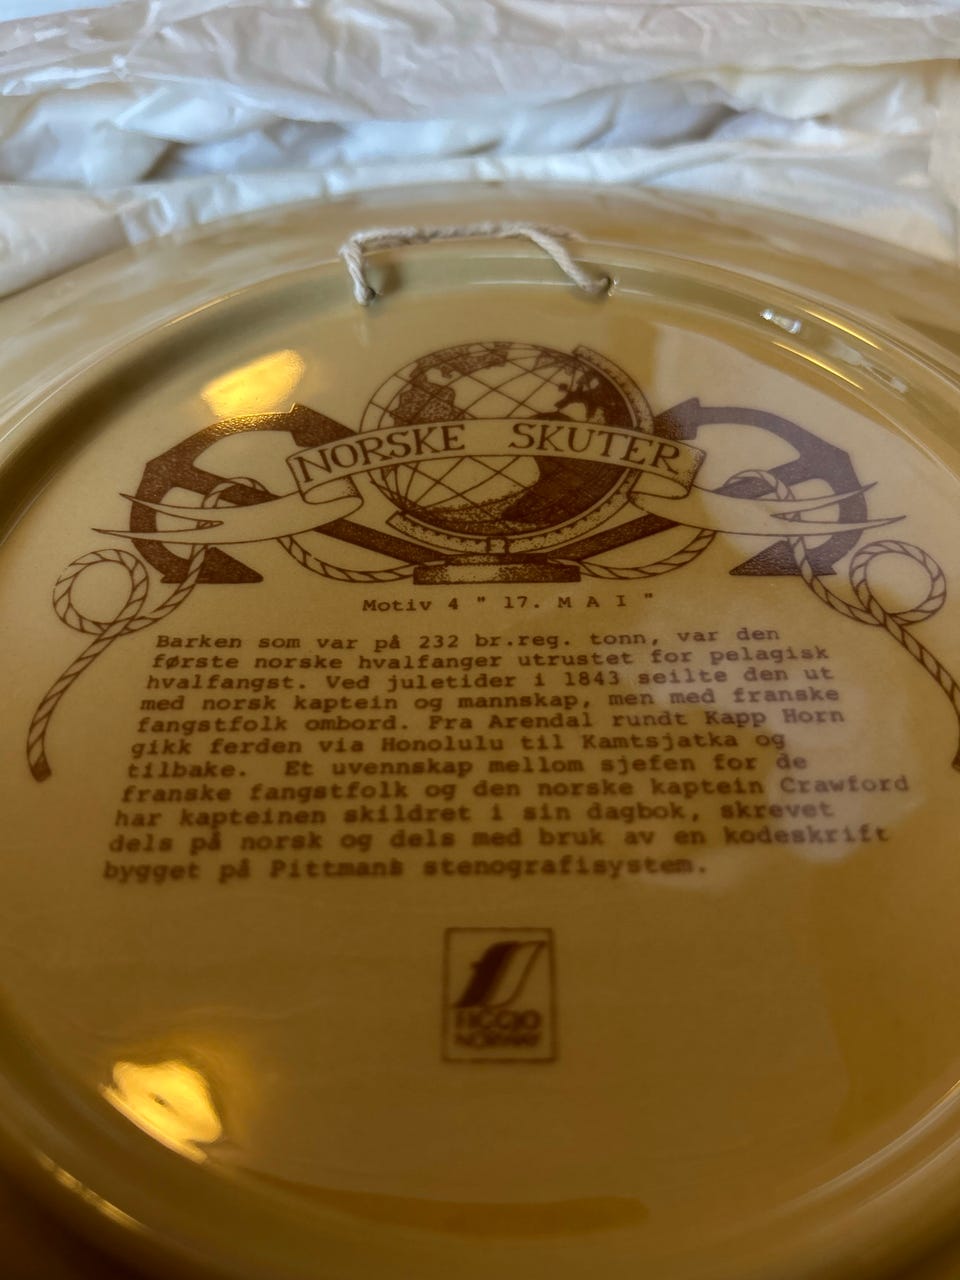 NORSKE SKUTER
Motiv 4 " 17. M A I "
Barken som var på 232 br.reg. tonn, var den
første norske hvalfanger utrustet for pelagisk
hvalfangst. Ved juletider i 1843 seilte den ut
med norsk kaptein og mannskap, men med franske
fangstfolk ombord. Fra Arendal rundt Kapp Horn
gikk ferden via Honolulu til Kamtsjatka og
tilbake. Et uvennskap mellom sjefen for de
franske fangstfolk og den norske kaptein Crawford
har kapteinen skildret i sin dagbok, skrevet
dels på norsk og dels med bruk av en kodeskrift
bygget på Pittmans stenografisystem.
FIGGJO
NORWAY